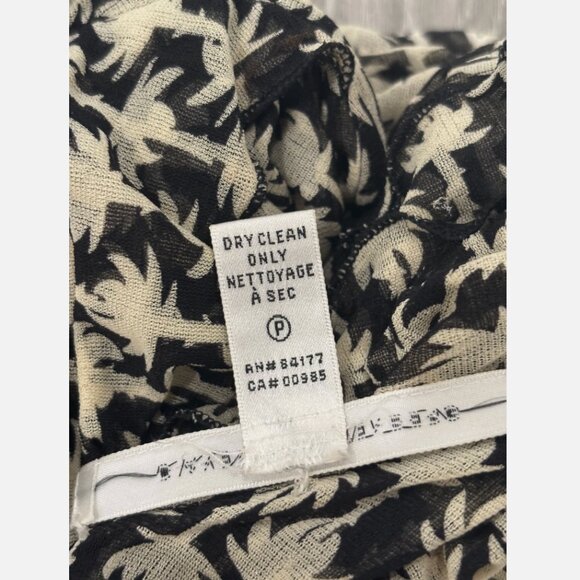 DRY CLEAN
ONLY
NETTOYAGE
À SEC
P
RN# 84177
CA# 00985